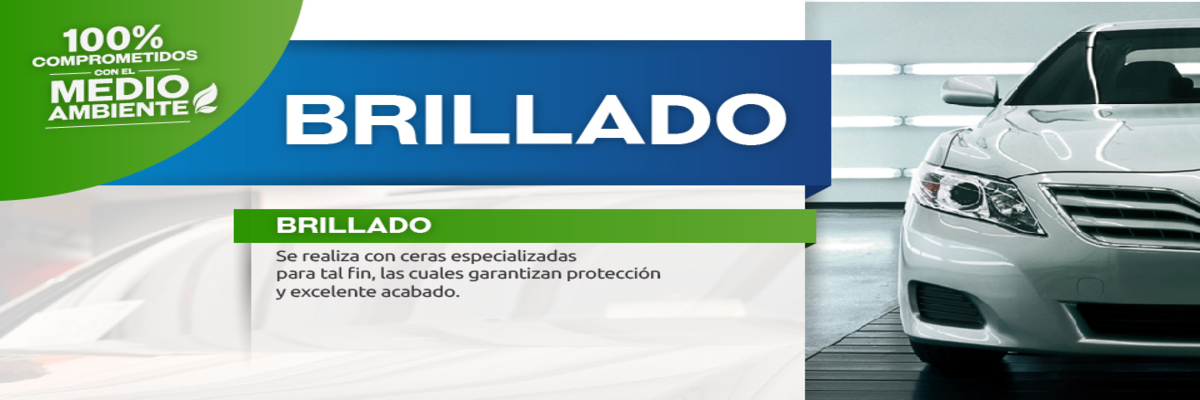 100%
COMPROMETIDOS
CON EL
MEDIO
AMBIENTE
BRILLADO
BRILLADO
Se realiza con ceras especializadas
para tal fin, las cuales garantizan protección
y excelente acabado.